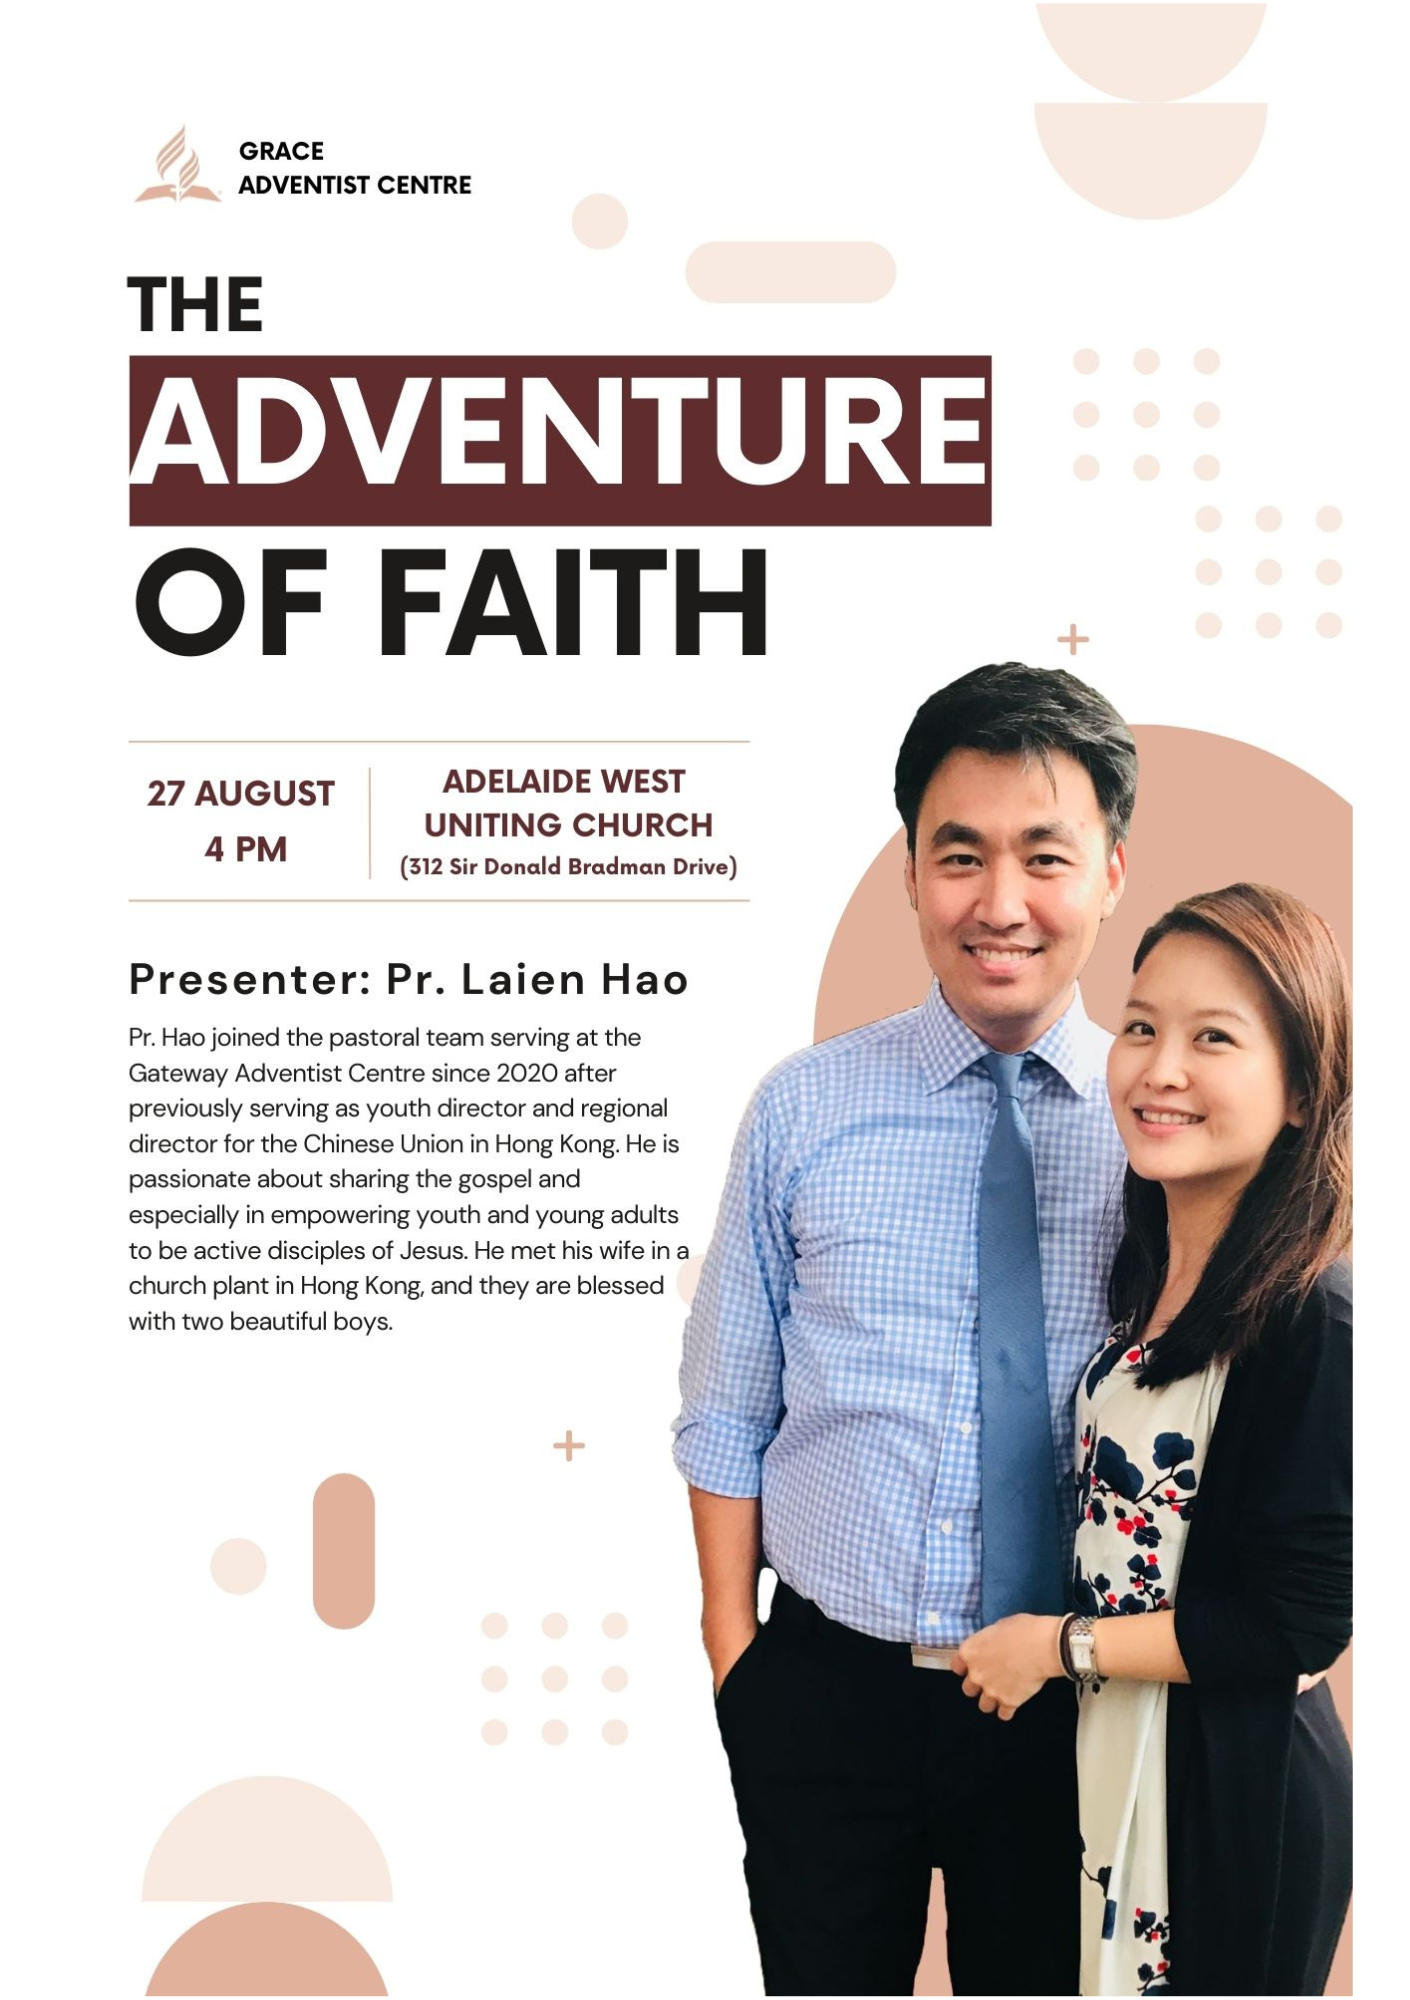 GRACE
ADVENTIST CENTRE
THE
ADVENTURE
OF FAITH
27 AUGUST
4 PM
ADELAIDE WEST
UNITING CHURCH
(312 Sir Donald Bradman Drive)
Presenter: Pr. Laien Hao
Pr. Hao joined the pastoral team serving at the
Gateway Adventist Centre since 2020 after
previously serving as youth director and regional
director for the Chinese Union in Hong Kong. He is
passionate about sharing the gospel and
especially in empowering youth and young adults
to be active disciples of Jesus. He met his wife in a
church plant in Hong Kong, and they are blessed
with two beautiful boys.